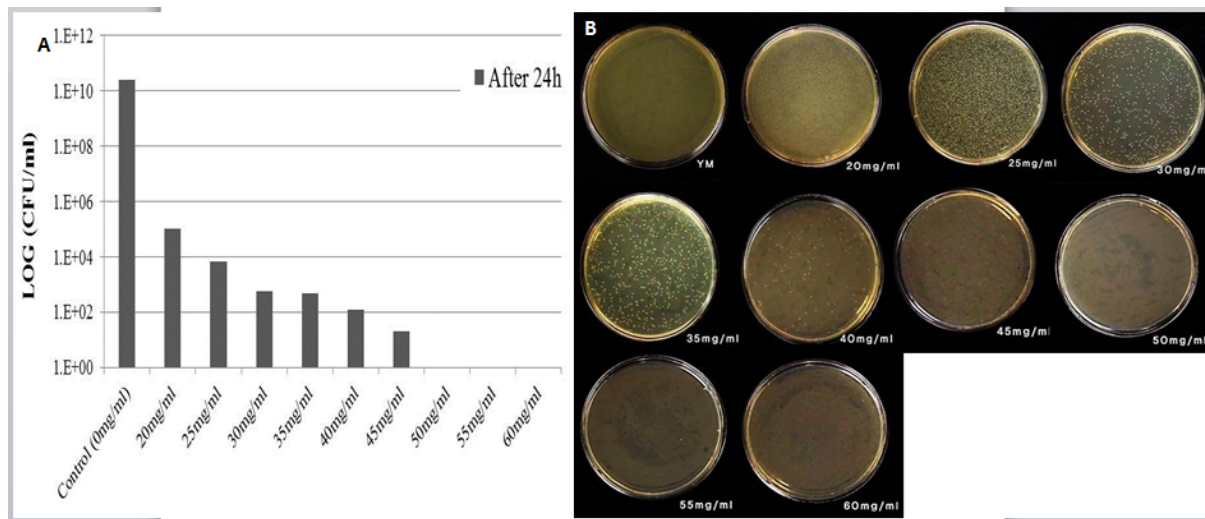 A
1.E+12
1.E+10
1.E+08
1.E+06
1.E+04
1.E+02
1.E+00
LOG (CFU/ml)
After 24h
Control (0mg/ml)
20mg/ml
25mg/ml
30mg/ml
35mg/ml
40mg/ml
45mg/ml
50mg/ml
55mg/ml
60mg/ml
B
YM
20mg/ml
25mg/ml
30mg/m
35mg/ml
40mg/ml
45mg/ml
50mg/ml
55mg/ml
60mg/ml